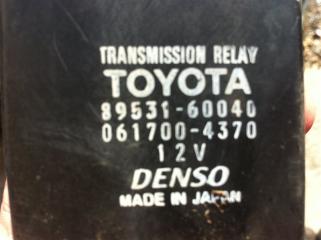 TRANSMISSION RELAY
TOYOTA
89531-60040
061700-4370
12V
DENSO
MADE IN JAPAN